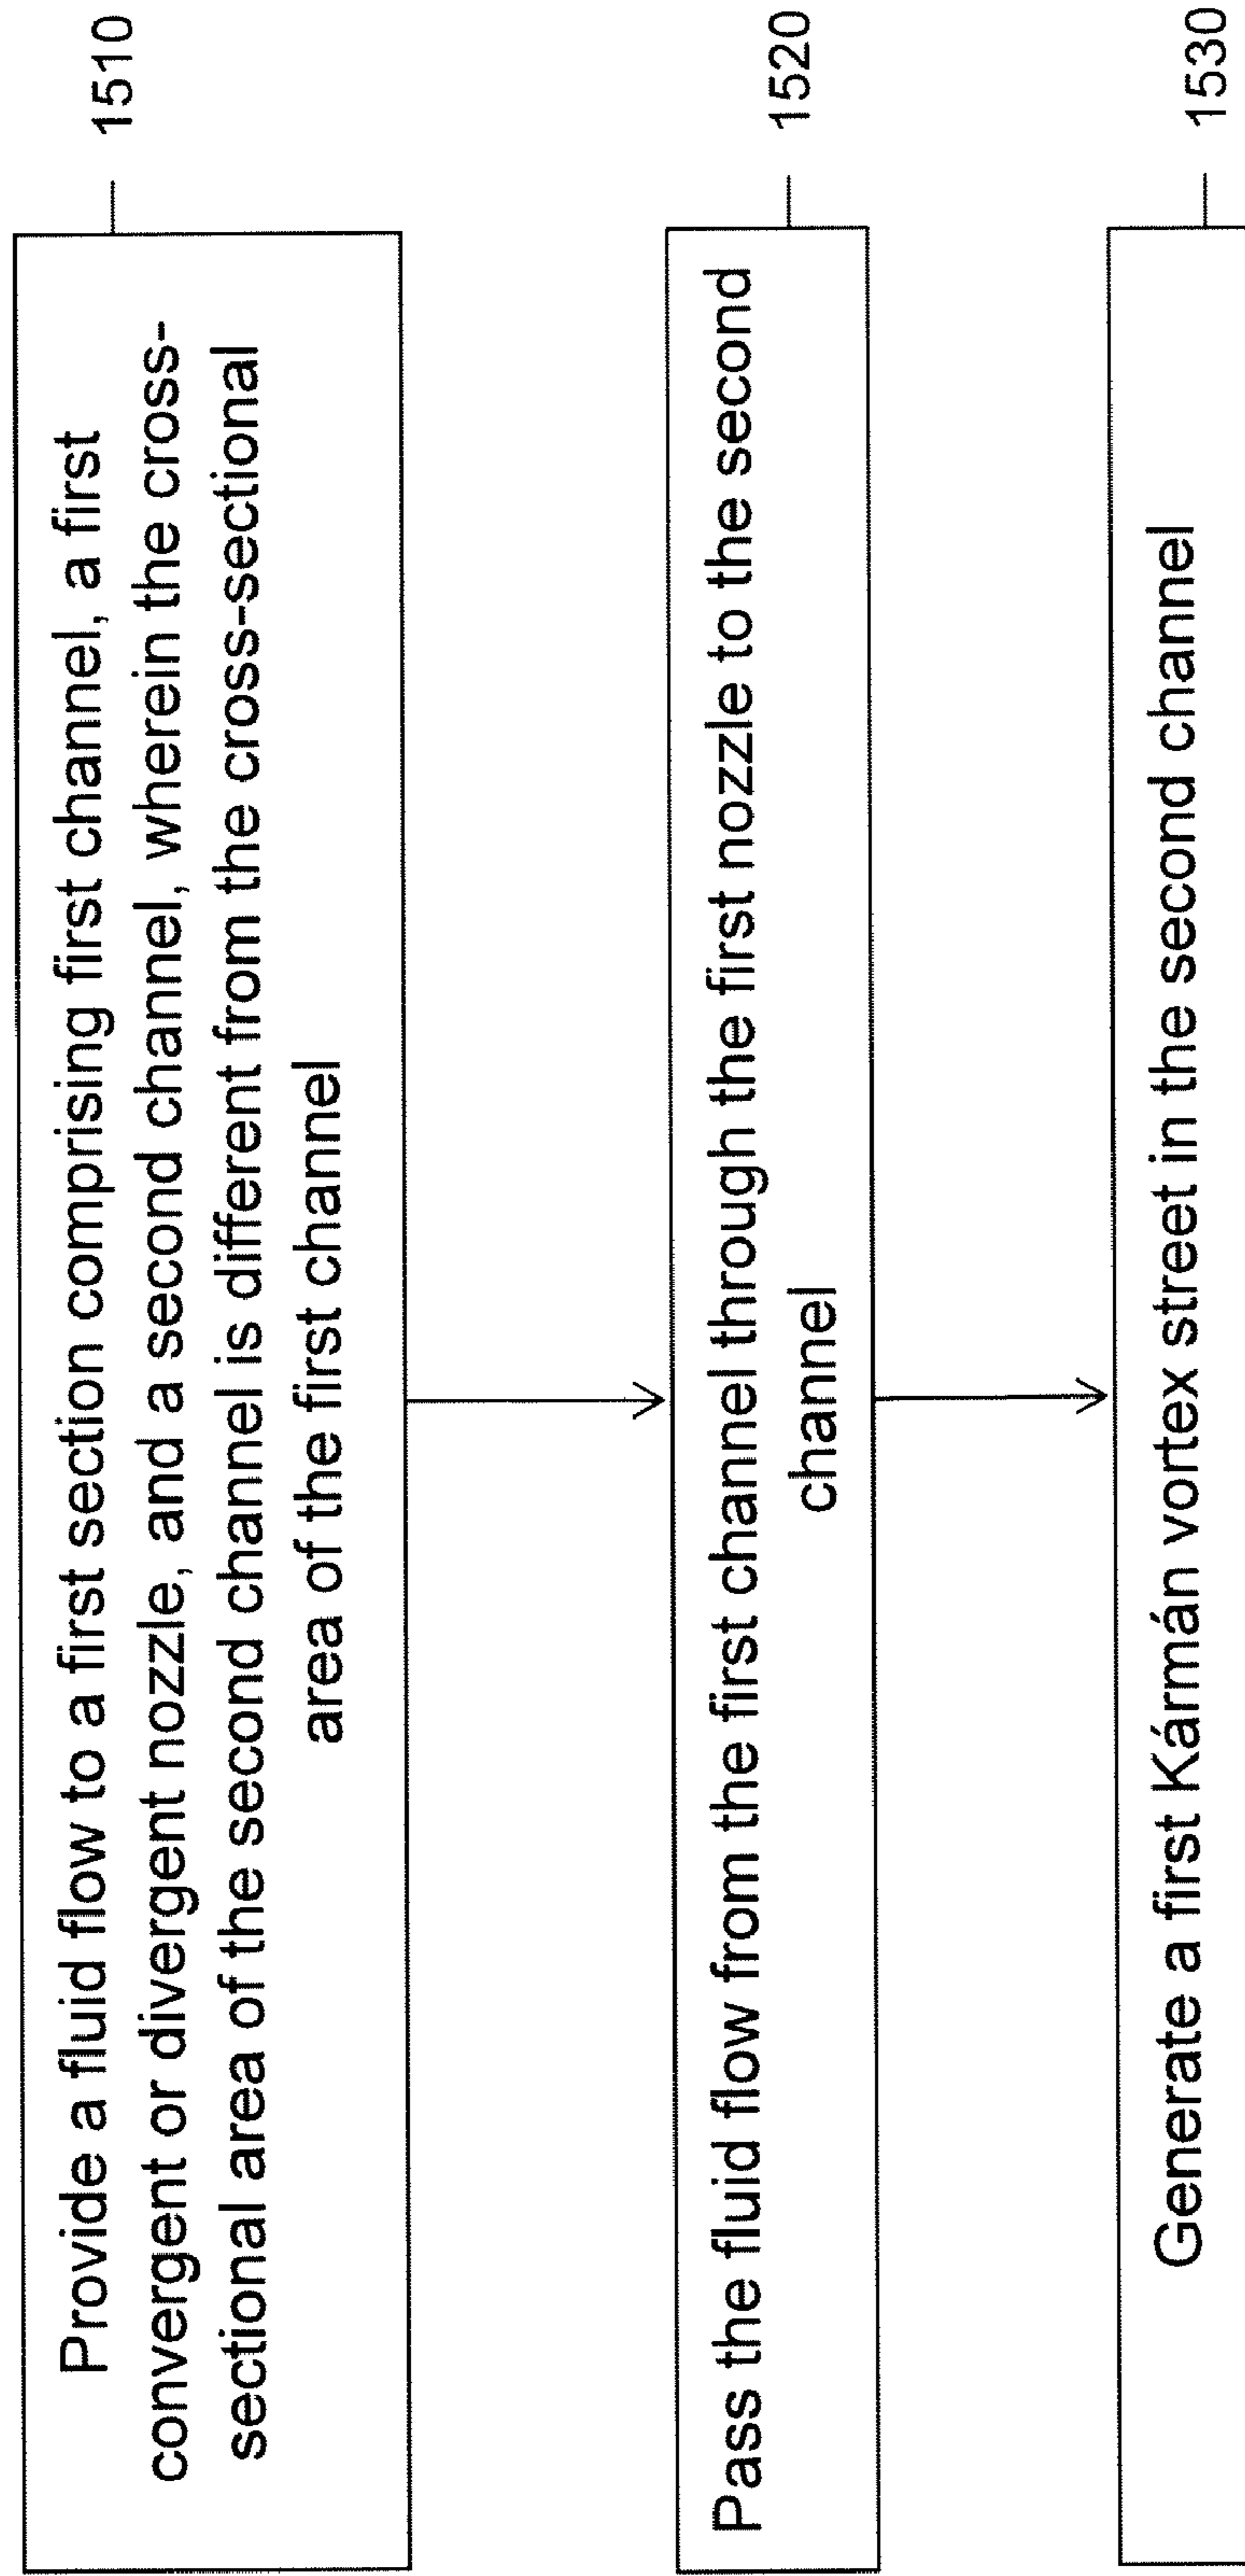 Provide a fluid flow to a first section comprising first channel, a first
convergent or divergent nozzle, and a second channel, wherein the cross-
sectional area of the second channel is different from the cross-sectional
area of the first channel
1510
Pass the fluid flow from the first channel through the first nozzle to the second
channel
1520
Generate a first Kármán vortex street in the second channel
1530